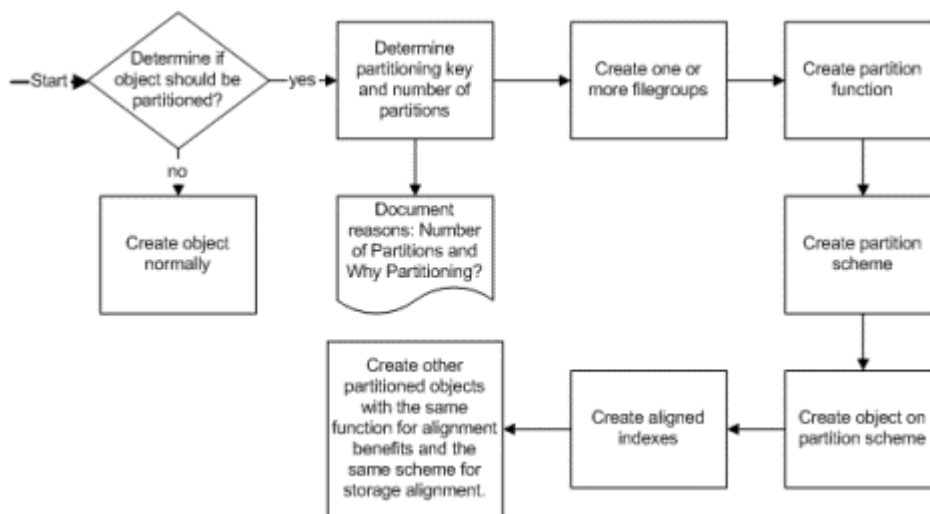 Start
Determine if
object should be
partitioned?
yes
Determine
partitioning key
and number of
partitions
Create one or
more filegroups
Create partition
function
no
Create object
normally
Document
reasons: Number
of Partitions and
Why Partitioning?
Create partition
scheme
Create other
partitioned objects
with the same
function for alignment
benefits and the
same scheme for
storage alignment.
Create aligned
indexes
Create object on
partition scheme